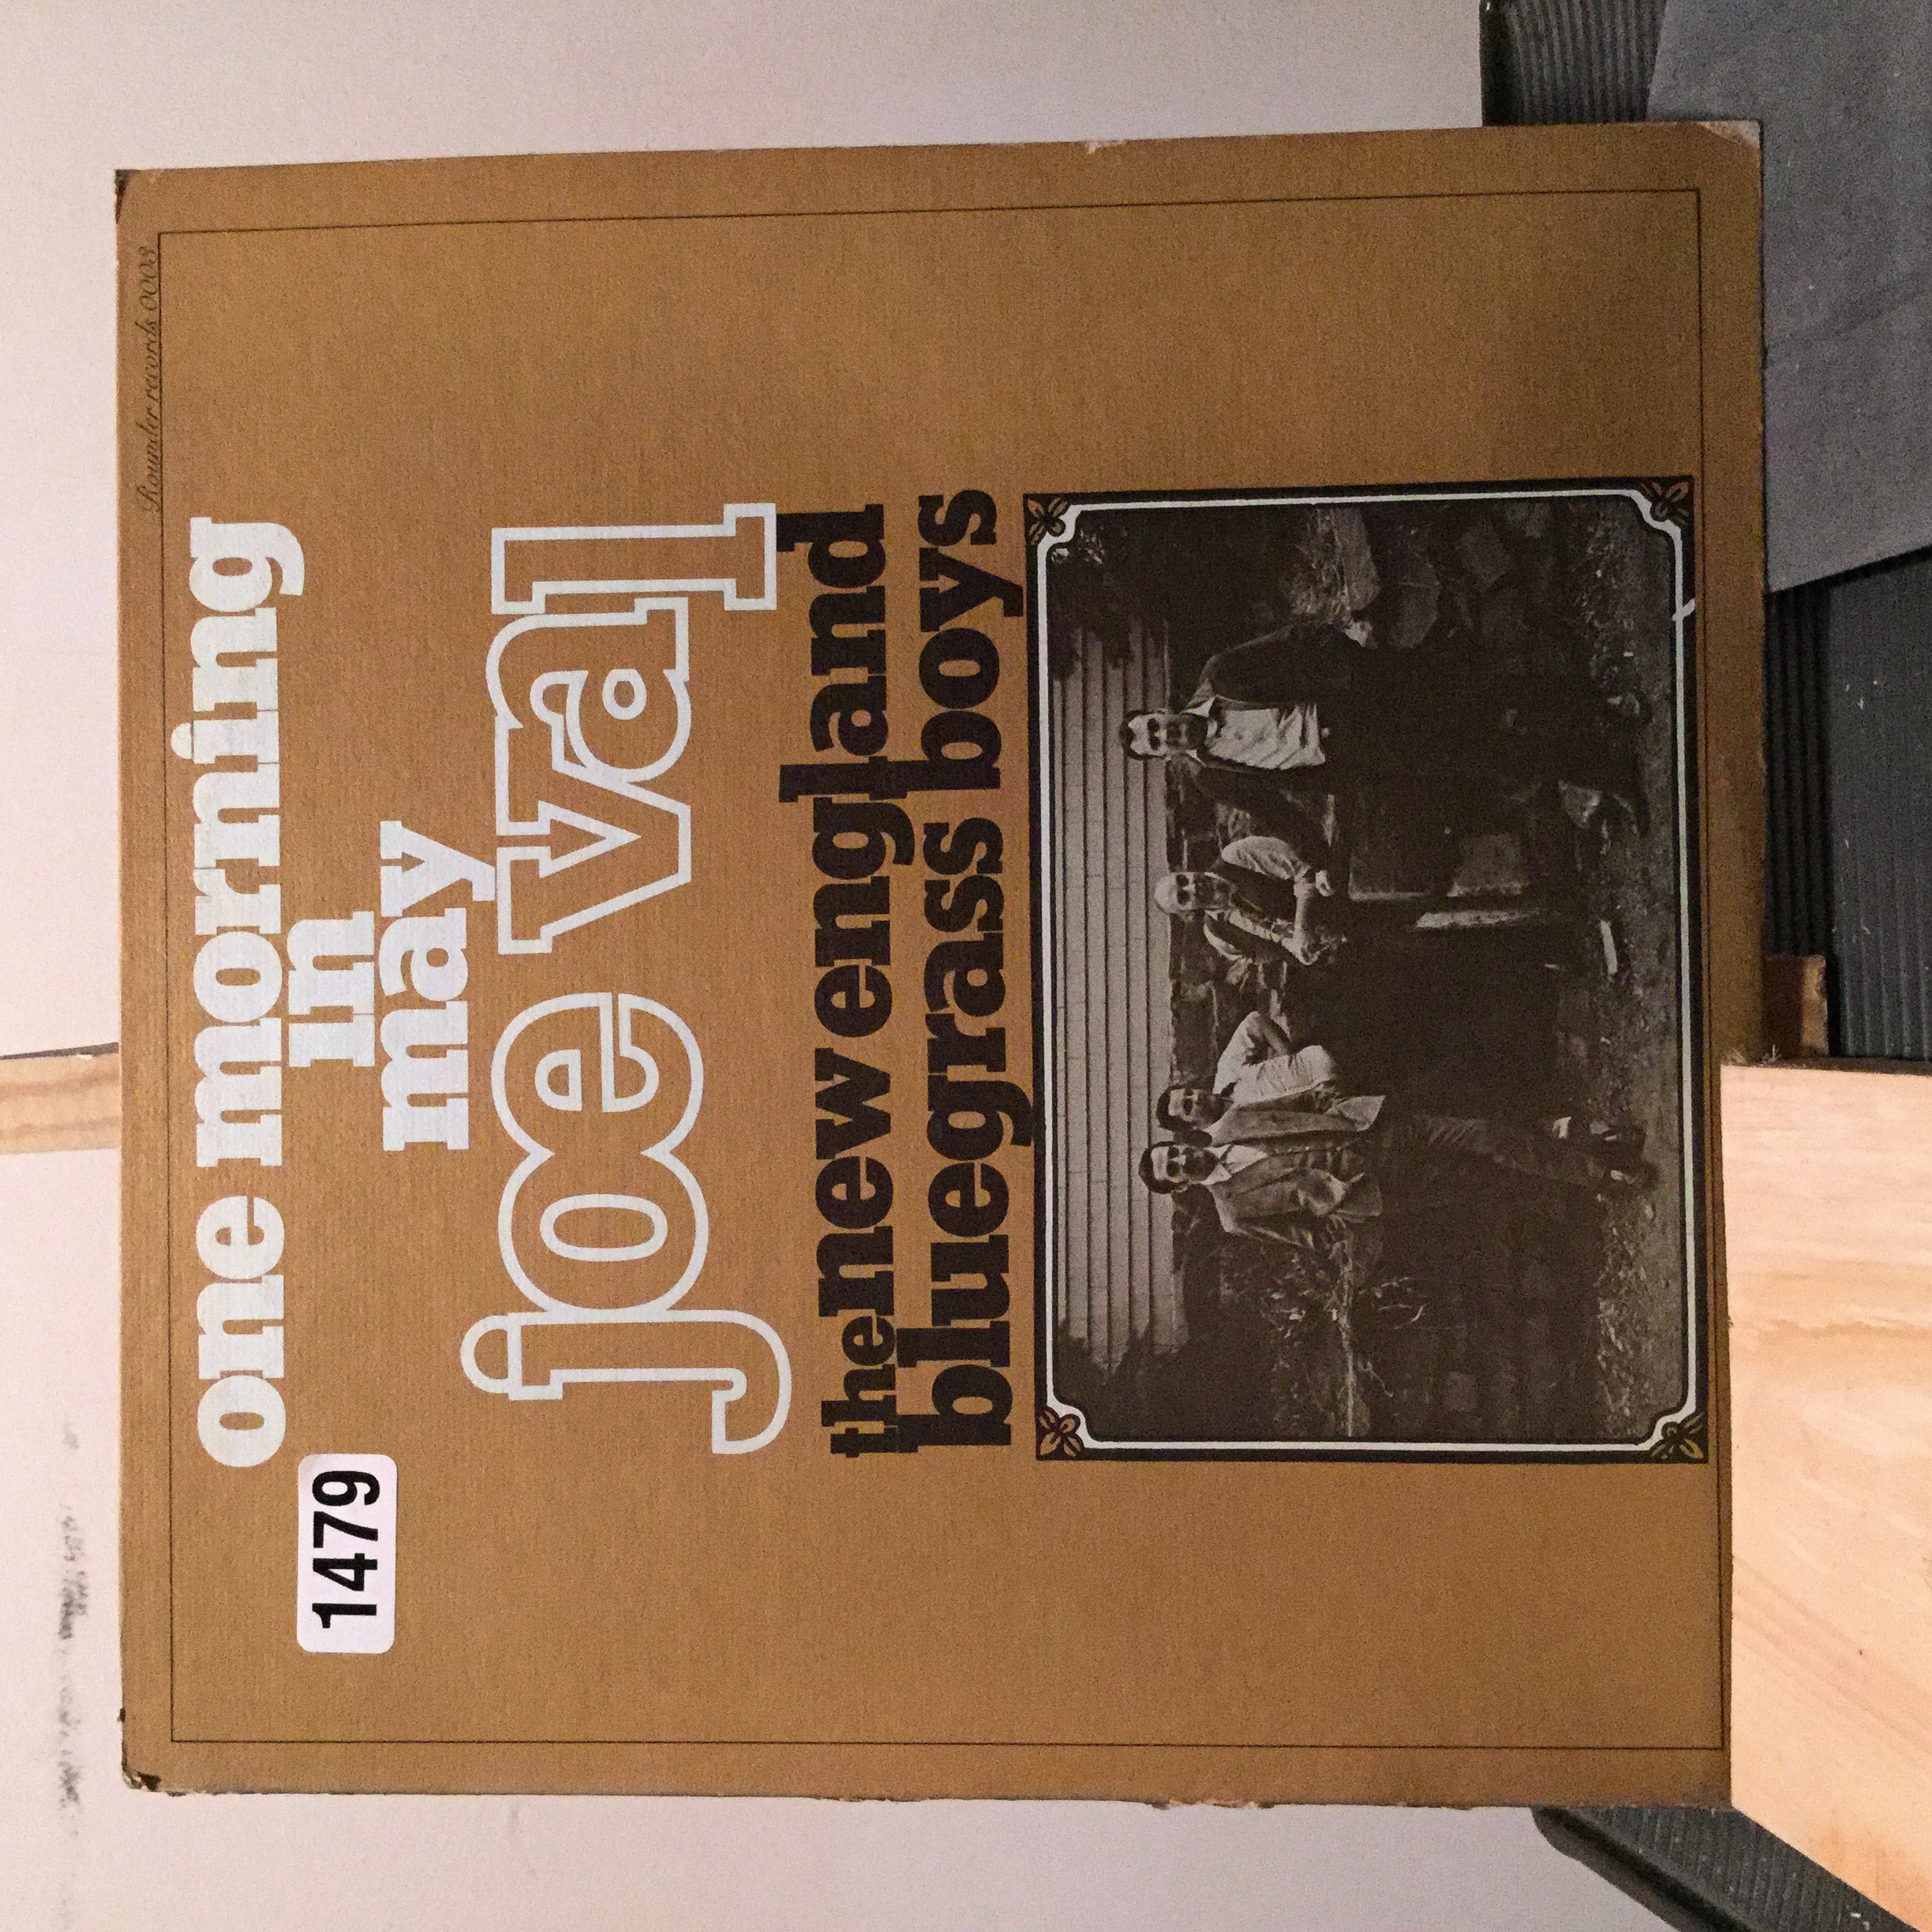 Rounder records 0003
one morning
in
may
1479
joe val
the new england
bluegrass boys